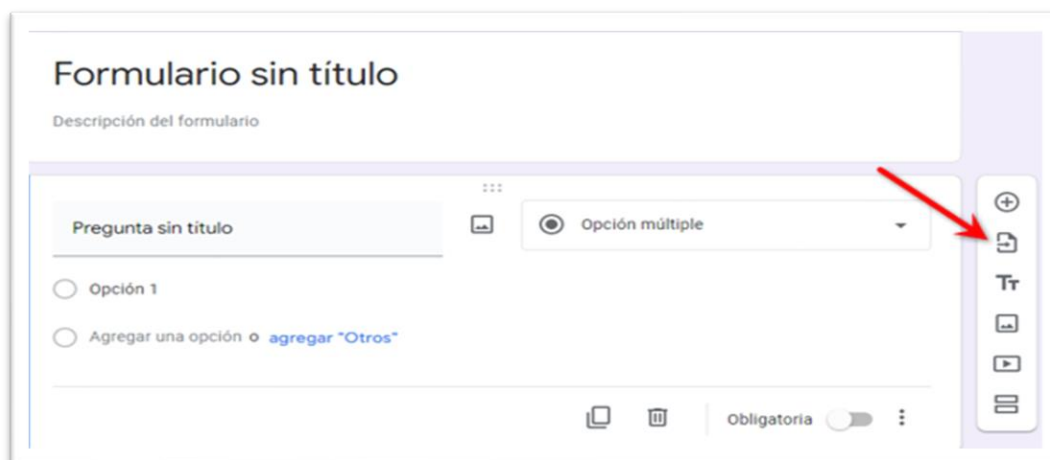 Formulario sin título
Descripción del formulario
Pregunta sin título
Opción múltiple
Opción 1
Agregar una opción o agregar "Otros"
Tт
Obligatoria